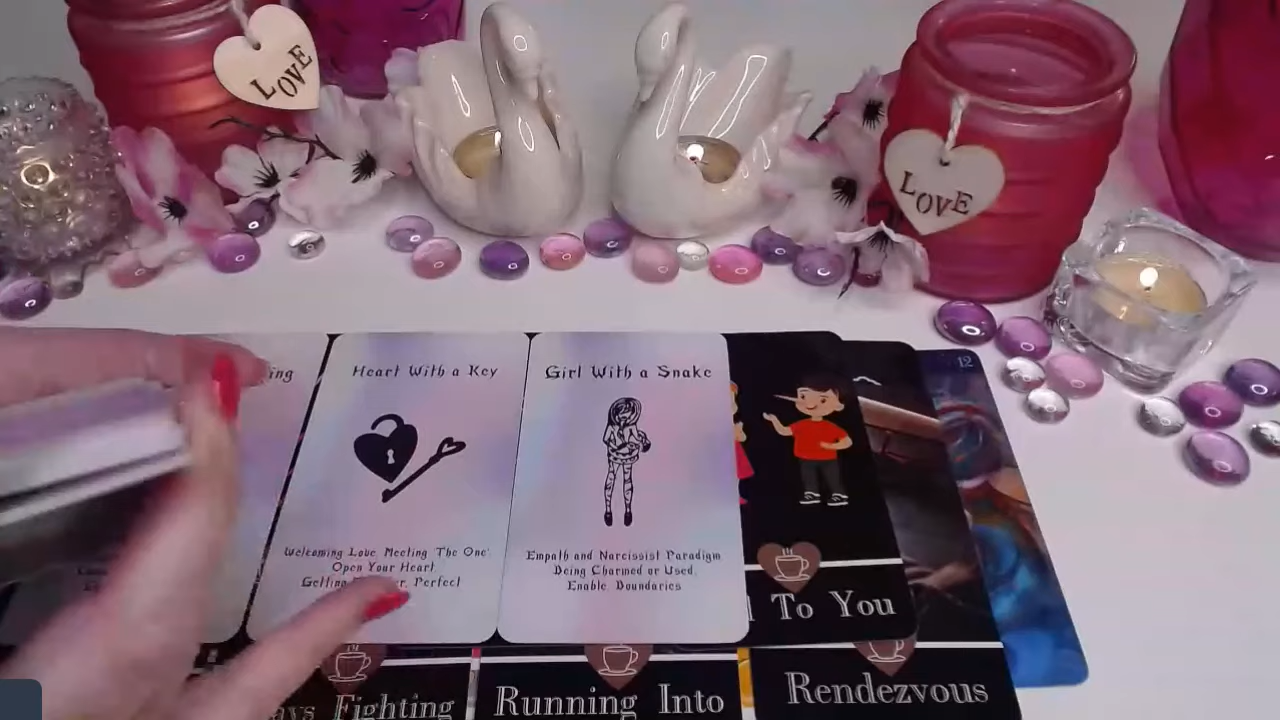 LOVE
LOVE
Heart With a Key
Girl With a Snake
12
Welcoming Love, Meeting 'The One'
Open Your Heart
Perfect
Empath and Narcissist Paradigm
Being Charmed or Used,
Enable Boundaries
To You
Fighting
Running Into
Rendezvous